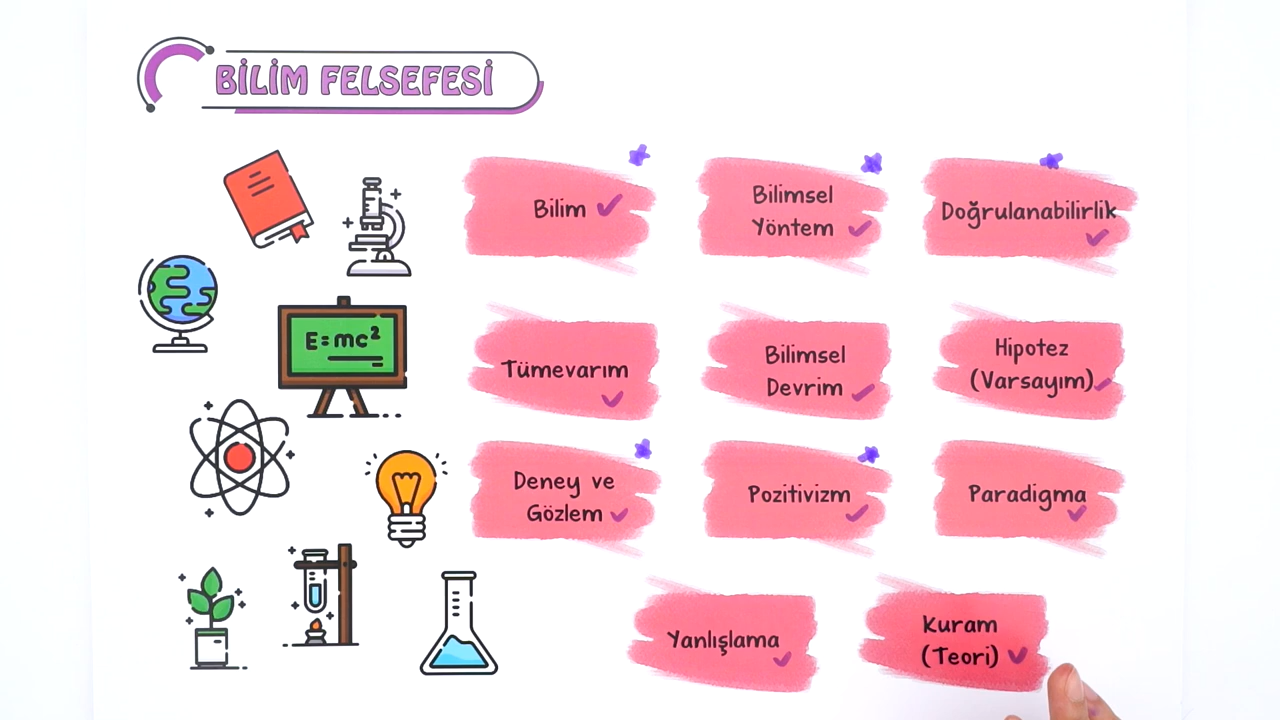 BİLİM FELSEFESİ
Bilim
Bilimsel
Yöntem
Doğrulanabilirlik
E=mc²
Tümevarım
Bilimsel
Devrim
Hipotez
(Varsayım)
Deney ve
Gözlem
Pozitivizm
Paradigma
Yanlışlama
Kuram
(Teori)